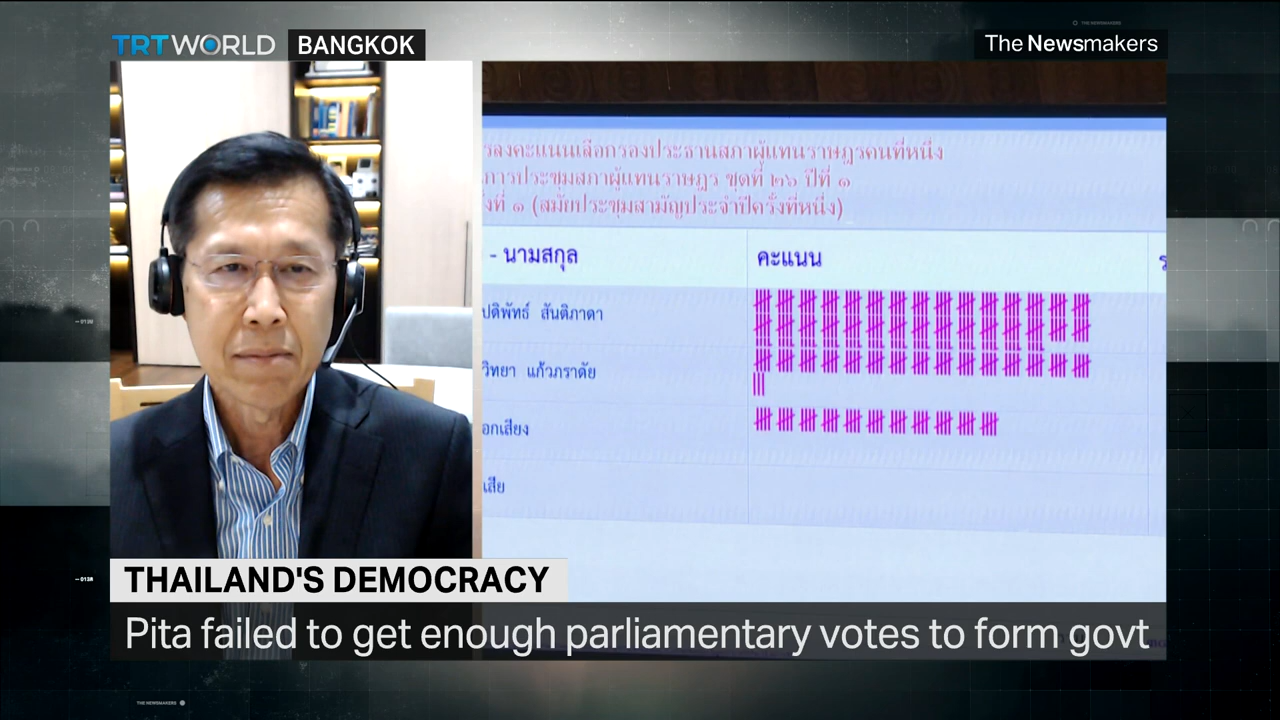 THE NEWSMAKERS
TRT WORLD
BANGKOK
The Newsmakers
รลงคะแนนเลือกรองประธานสภาผู้แทนราษฎรคนที่หนึ่ง
การประชุมสภาผู้แทนราษฎร ชุดที่ ๒๖ ปีที่ ๑
งที่ ๑ (สมัยประชุมสามัญประจำปีครั้งที่หนึ่ง)
- นามสกุล
คะแนน
ปดิพัทธ์ สันติภาดา
วิทยา แก้วภราดัย
อกเสียง
เสีย
THAILAND'S DEMOCRACY
Pita failed to get enough parliamentary votes to form govt
THE NEWSMAKERS